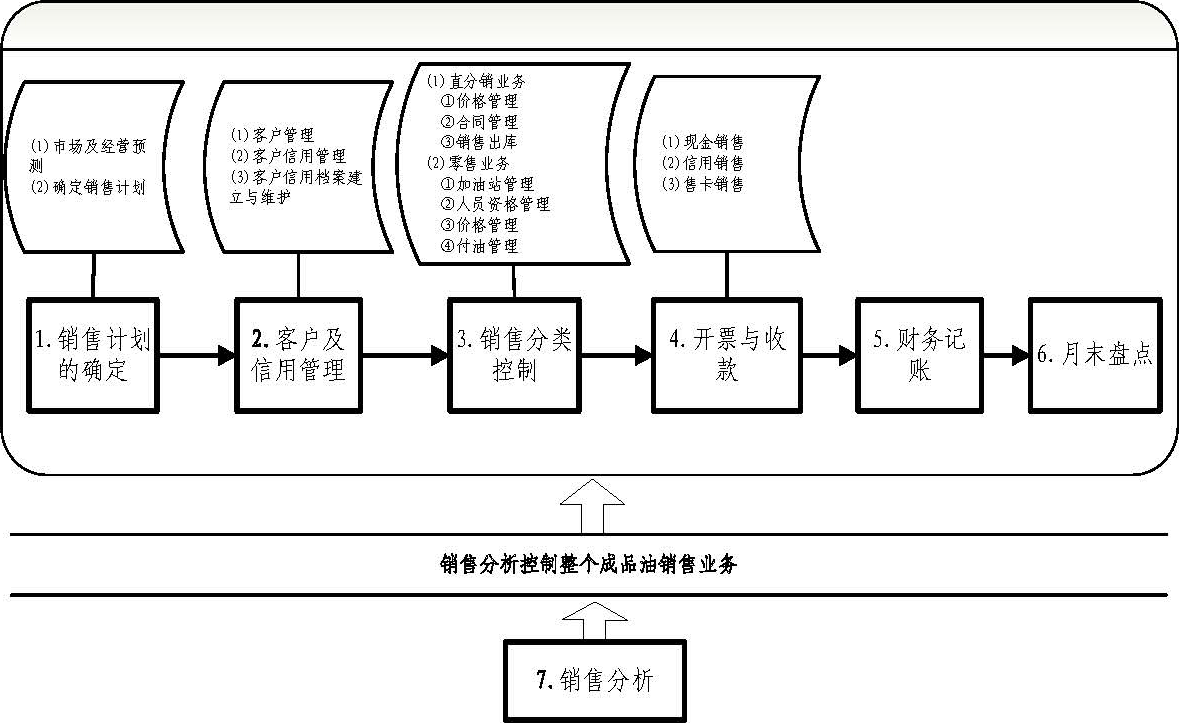 (1) 市场及经营预
测
(2) 确定销售计划
(1) 客户管理
(2) 客户信用管理
(3) 客户信用档案建
立与维护
(1) 直分销业务
①价格管理
②合同管理
③销售出库
(2) 零售业务
①加油站管理
②人员资格管理
③价格管理
④付油管理
(1) 现金销售
(2) 信用销售
(3) 售卡销售
1. 销售计划
的确定
2. 客户及
信用管理
3. 销售分类
控制
4. 开票与收
款
5. 财务记
账
6. 月末盘点
销售分析控制整个成品油销售业务
7. 销售分析